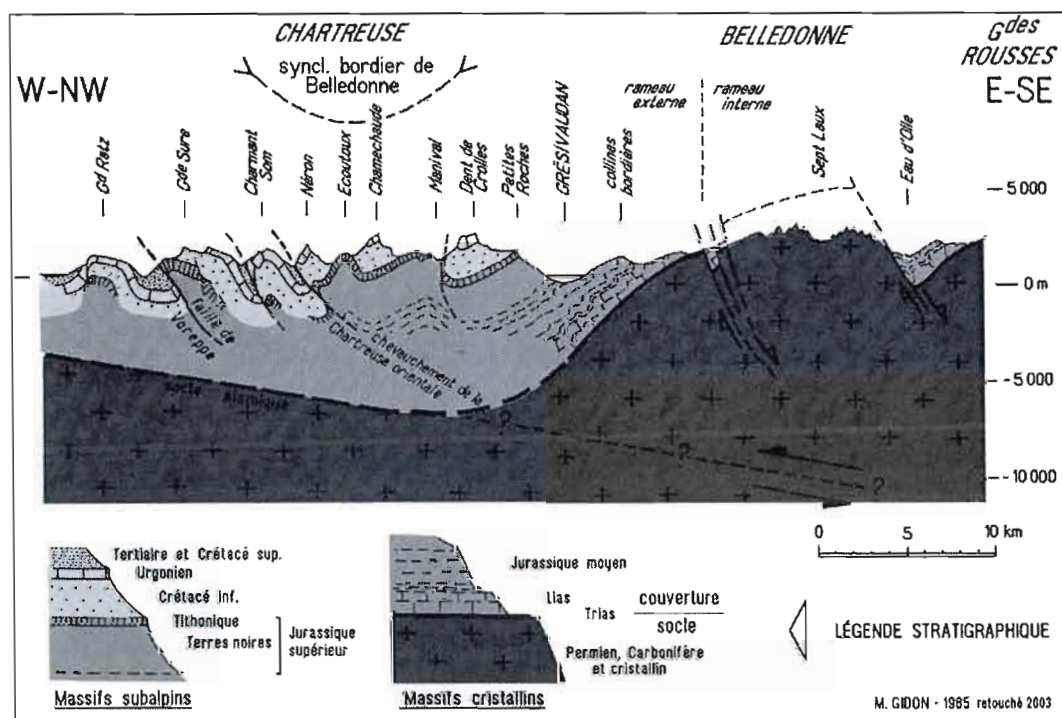 CHARTREUSE
BELLEDONNE
Gdes
ROUSSES
W-NW
syncl. bordier de
Belledonne
E-SE
rameau
externe
rameau
interne
Gd Ratz
Gde Sure
Charmant
Som
Néron
Ecoutoux
Chamechaude
Manival
Dent de
Crolles
Petites
Roches
GRÉSIVAUDAN
collines
bordières
Sept Laux
Eau d'Olle
5 000
0 m
-5 000
-10 000
faille de
Voreppe
chevauchement de la
Chartreuse orientale
socle sismique
?
?
?
0
5
10 km
Tertiaire et Crétacé sup.
Urgonien
Crétacé inf.
Tithonique
Terres noires
Jurassique
supérieur
Massifs subalpins
Jurassique moyen
Lias
Trias
couverture
socle
Permien, Carbonifère
et cristallin
Massifs cristallins
LÉGENDE STRATIGRAPHIQUE
M. GIDON - 1985 retouché 2003